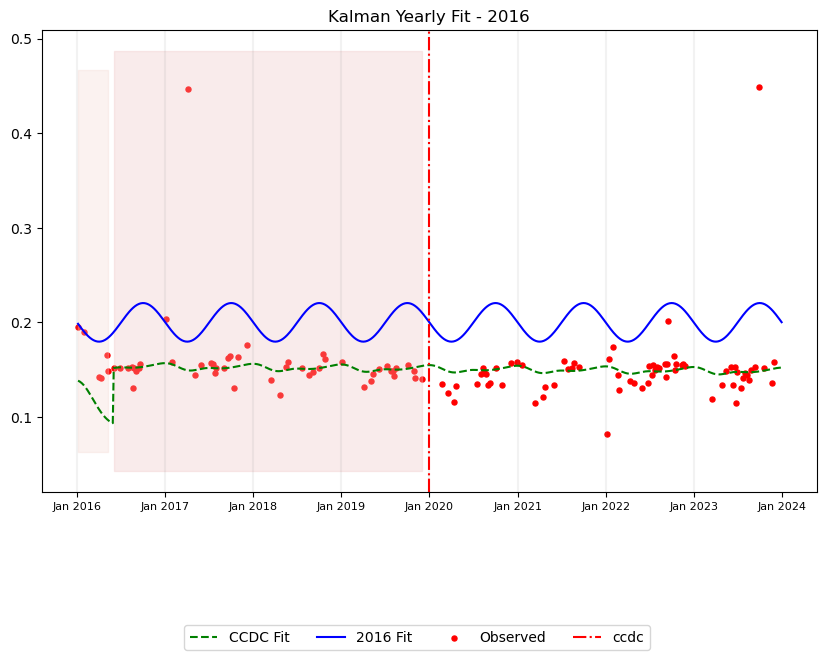 Kalman Yearly Fit - 2016
0.5
0.4
0.3
0.2
0.1
Jan 2016 Jan 2017 Jan 2018 Jan 2019 Jan 2020 Jan 2021 Jan 2022 Jan 2023 Jan 2024
CCDC Fit 2016 Fit Observed ccdc